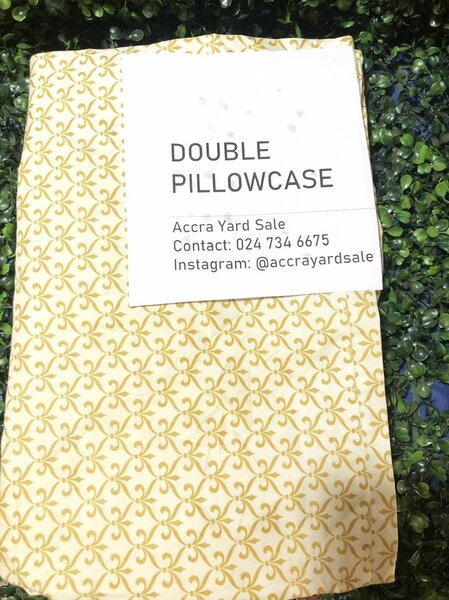 DOUBLE
PILLOWCASE
Accra Yard Sale
Contact: 024 734 6675
Instagram: @accrayardsale